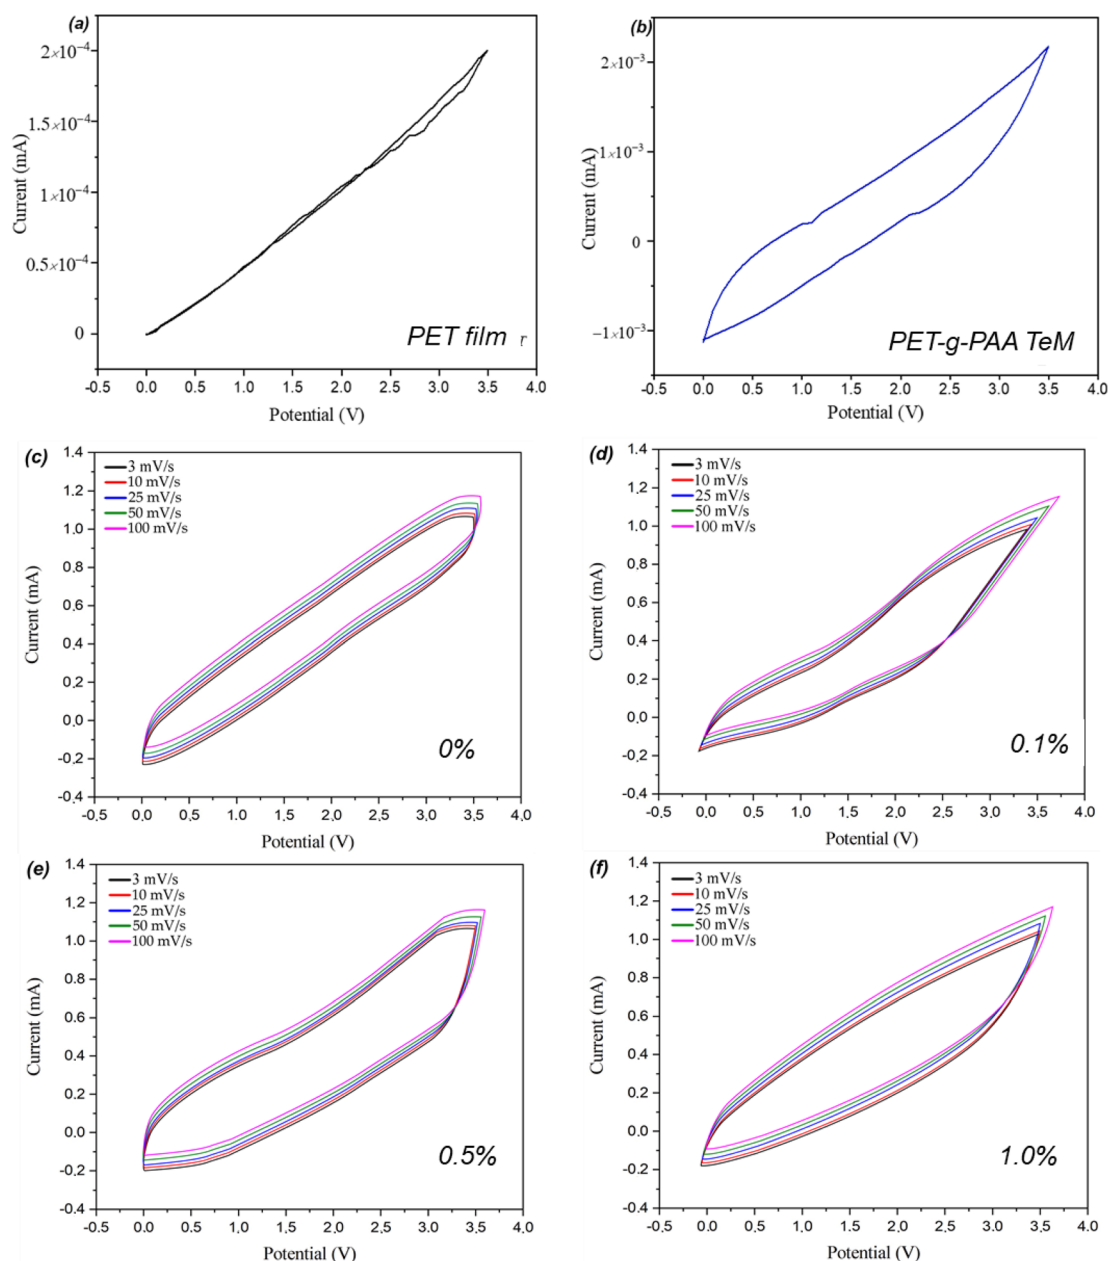 (a)
2×10⁻⁴
1.5×10⁻⁴
1×10⁻⁴
0.5×10⁻⁴
0
Current (mA)
PET film r
-0.5 0.0 0.5 1.0 1.5 2.0 2.5 3.0 3.5 4.0
Potential (V)
(b)
2×10⁻³
1×10⁻³
0
−1×10⁻³
Current (mA)
PET-g-PAA TeM
-0.5 0.0 0.5 1.0 1.5 2.0 2.5 3.0 3.5 4.0
Potential (V)
(c)
1.4
1.2
1.0
0.8
0.6
0.4
0.2
0.0
-0.2
-0.4
Current (mA)
3 mV/s
10 mV/s
25 mV/s
50 mV/s
100 mV/s
0%
-0.5 0.0 0.5 1.0 1.5 2.0 2.5 3.0 3.5 4.0
Potential (V)
(d)
1.4
1.2
1.0
0.8
0.6
0.4
0.2
0.0
-0.2
-0.4
Current (mA)
3 mV/s
10 mV/s
25 mV/s
50 mV/s
100 mV/s
0.1%
-0.5 0.0 0.5 1.0 1.5 2.0 2.5 3.0 3.5 4.0
Potential (V)
(e)
1.4
1.2
1.0
0.8
0.6
0.4
0.2
0.0
-0.2
-0.4
Current (mA)
3 mV/s
10 mV/s
25 mV/s
50 mV/s
100 mV/s
0.5%
-0.5 0.0 0.5 1.0 1.5 2.0 2.5 3.0 3.5 4.0
Potential (V)
(f)
1.4
1.2
1.0
0.8
0.6
0.4
0.2
0.0
-0.2
-0.4
Current (mA)
3 mV/s
10 mV/s
25 mV/s
50 mV/s
100 mV/s
1.0%
-0.5 0.0 0.5 1.0 1.5 2.0 2.5 3.0 3.5 4.0
Potential (V)